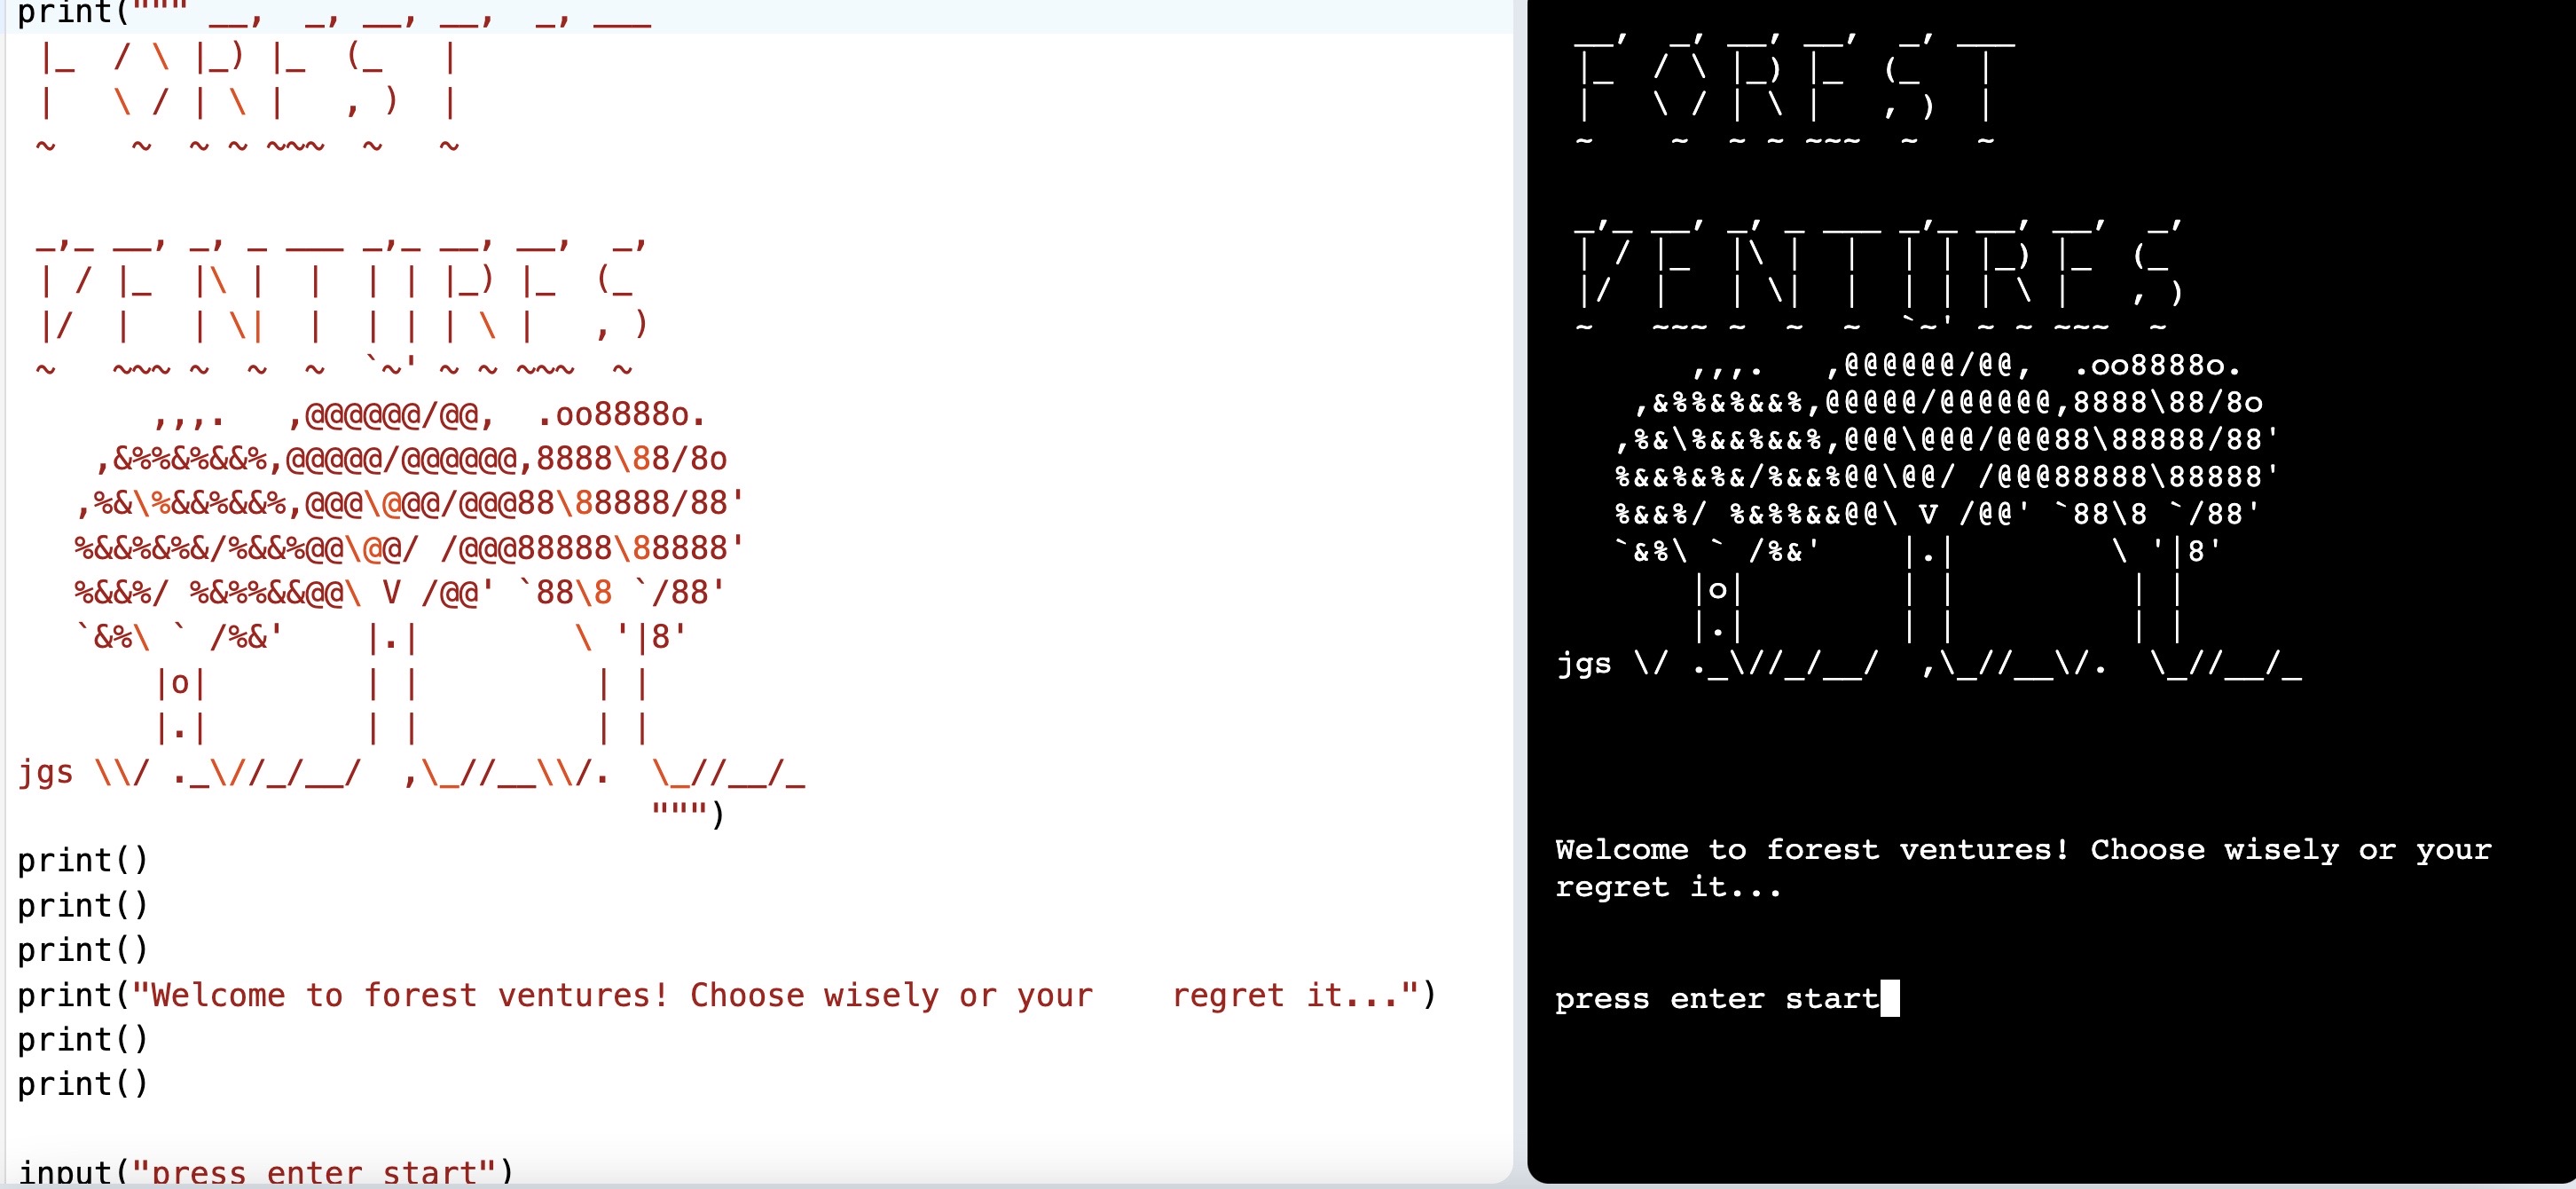 print(""" __,  _, __, __,  _, ___
 |_  / \ |_) |_  (_   |
 |   \ / | \ |   , )  |
 ~    ~  ~ ~ ~~~  ~   ~


 _,_ __, _, _ ___ _,_ __, __,  _,
 | / |_  |\ |  |  | | |_) |_  (_
 |/  |   | \|  |  | | | \ |   , )
 ~   ~~~ ~  ~  ~  `~' ~ ~ ~~~  ~
       ,,,.   ,@@@@@@/@@,  .oo8888o.
    ,&%%&%&&%,@@@@@/@@@@@@,8888\88/8o
   ,%&\%&&%&&%,@@@\@@@/@@@88\88888/88'
   %&&%&%&/%&&%@@\@@/ /@@@88888\88888'
   %&&%/ %&%%&&@@\ V /@@' `88\8 `/88'
   `&%\ ` /%&'    |.|        \ '|8'
       |o|        | |         | |
       |.|        | |         | |
jgs \\/ ._\//_/__/  ,\_//__\\/.  \_//__/_
                                 """)
print()
print()
print()
print("Welcome to forest ventures! Choose wisely or your    regret it...")
print()
print()
input("press enter start")
 __,  _, __, __,  _, ___
 |_  / \ |_) |_  (_   |
 |   \ / | \ |   , )  |
 ~    ~  ~ ~ ~~~  ~   ~


 _,_ __, _, _ ___ _,_ __, __,  _,
 | / |_  |\ |  |  | | |_) |_  (_
 |/  |   | \|  |  | | | \ |   , )
 ~   ~~~ ~  ~  ~  `~' ~ ~ ~~~  ~
       ,,,.   ,@@@@@@/@@,  .oo8888o.
    ,&%%&%&&%,@@@@@/@@@@@@,8888\88/8o
   ,%&\%&&%&&%,@@@\@@@/@@@88\88888/88'
   %&&%&%&/%&&%@@\@@/ /@@@88888\88888'
   %&&%/ %&%%&&@@\ V /@@' `88\8 `/88'
   `&%\ ` /%&'    |.|        \ '|8'
       |o|        | |         | |
       |.|        | |         | |
jgs \/ ._\//_/__/  ,\_//__\/.  \_//__/_
Welcome to forest ventures! Choose wisely or your
regret it...
press enter start